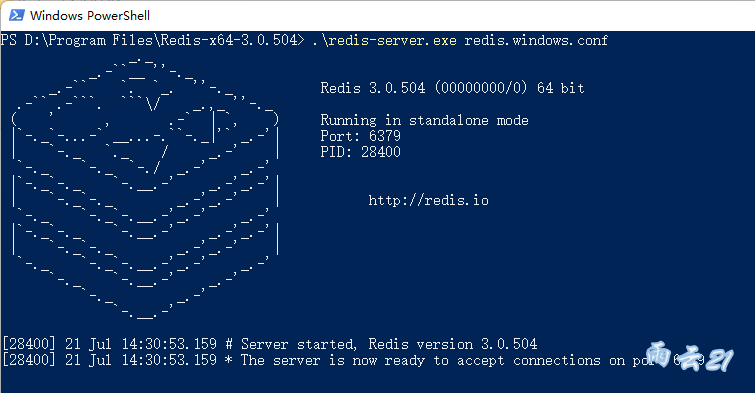 Windows PowerShell
PS D:\Program Files\Redis-x64-3.0.504> .\redis-server.exe redis.windows.conf
Redis 3.0.504 (00000000/0) 64 bit
Running in standalone mode
Port: 6379
PID: 28400
http://redis.io
[28400] 21 Jul 14:30:53.159 # Server started, Redis version 3.0.504
[28400] 21 Jul 14:30:53.159 * The server is now ready to accept connections on port 6379
雨云21